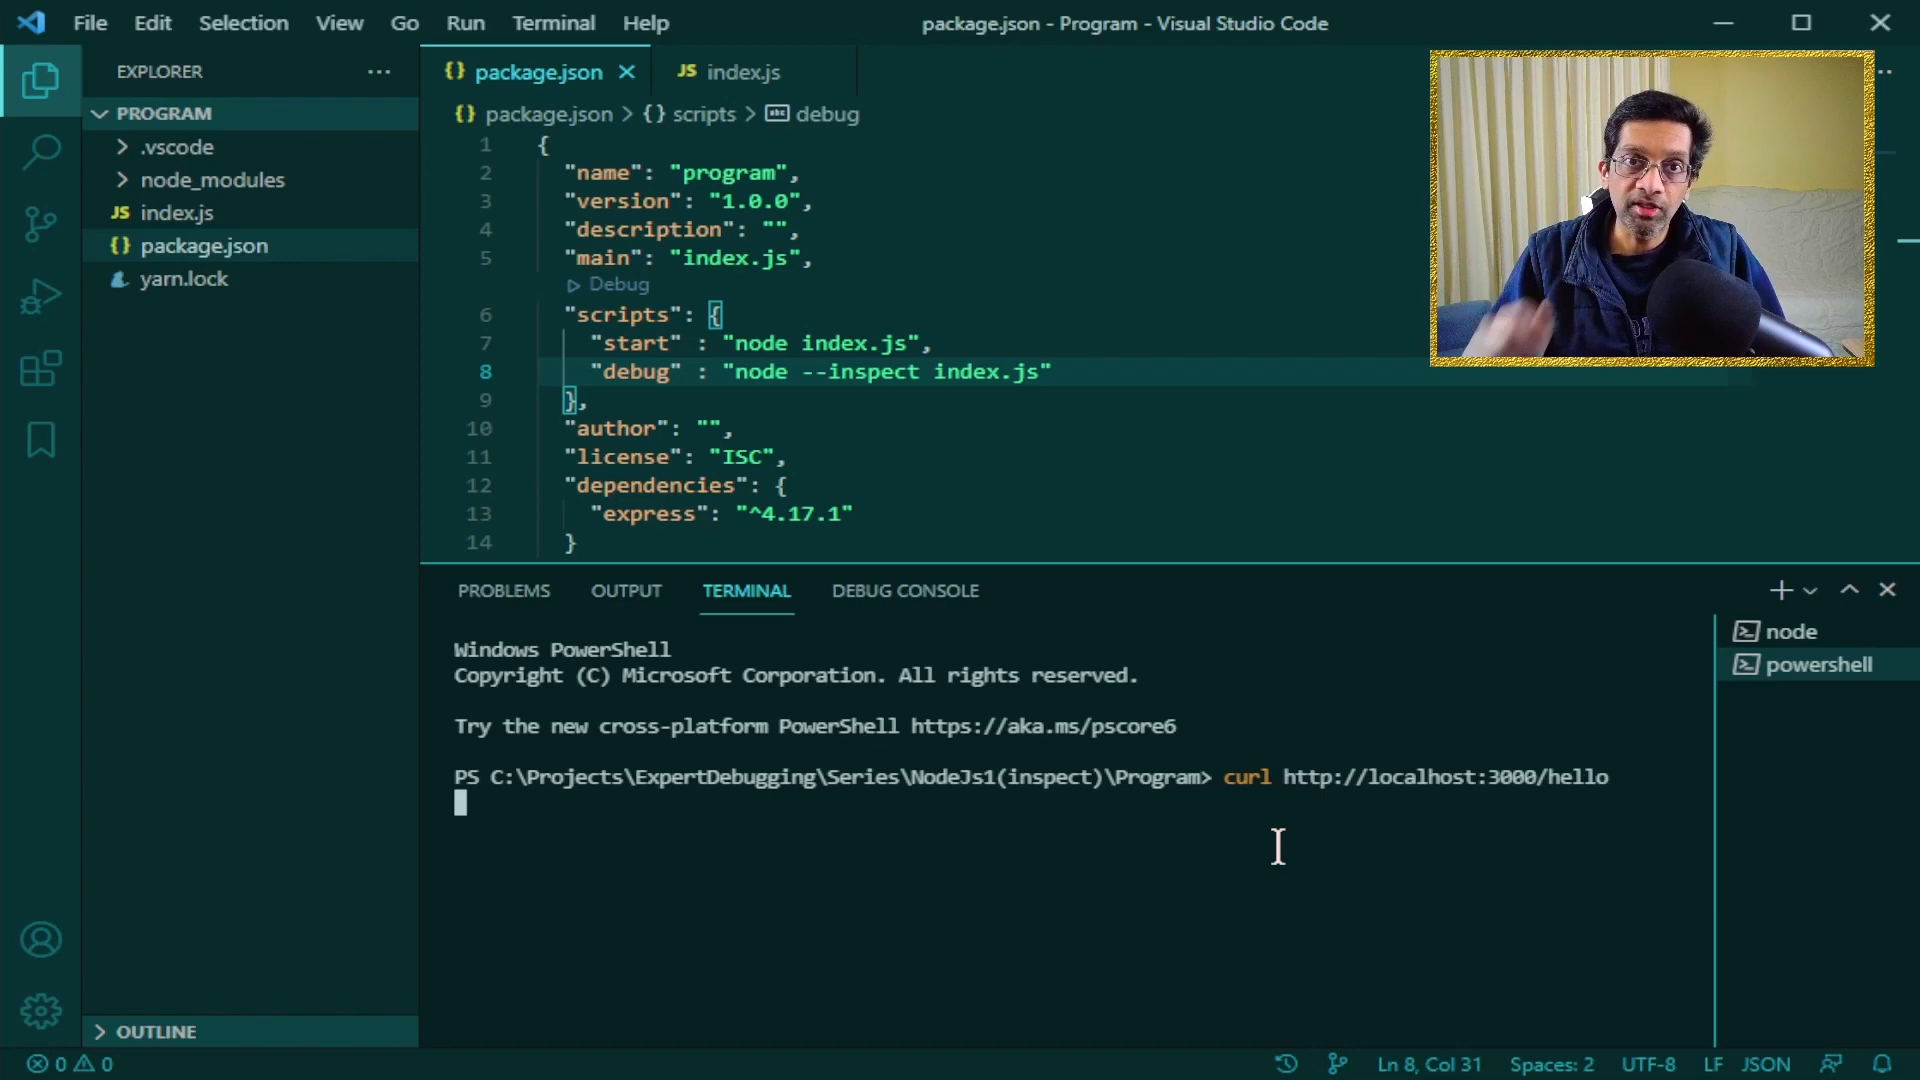 File Edit Selection View Go Run Terminal Help package.json - Program - Visual Studio Code
EXPLORER
PROGRAM
.vscode
node_modules
JS index.js
{} package.json
yarn.lock
OUTLINE
{} package.json JS index.js
{} package.json > {} scripts > abc debug
1 {
2 "name": "program",
3 "version": "1.0.0",
4 "description": "",
5 "main": "index.js",
Debug
6 "scripts": {
7 "start" : "node index.js",
8 "debug" : "node --inspect index.js"
9 },
10 "author": "",
11 "license": "ISC",
12 "dependencies": {
13 "express": "^4.17.1"
14 }
PROBLEMS OUTPUT TERMINAL DEBUG CONSOLE
Windows PowerShell
Copyright (C) Microsoft Corporation. All rights reserved.
Try the new cross-platform PowerShell https://aka.ms/pscore6
PS C:\Projects\ExpertDebugging\Series\NodeJs1(inspect)\Program> curl http://localhost:3000/hello
node
powershell
0 0 Ln 8, Col 31 Spaces: 2 UTF-8 LF JSON